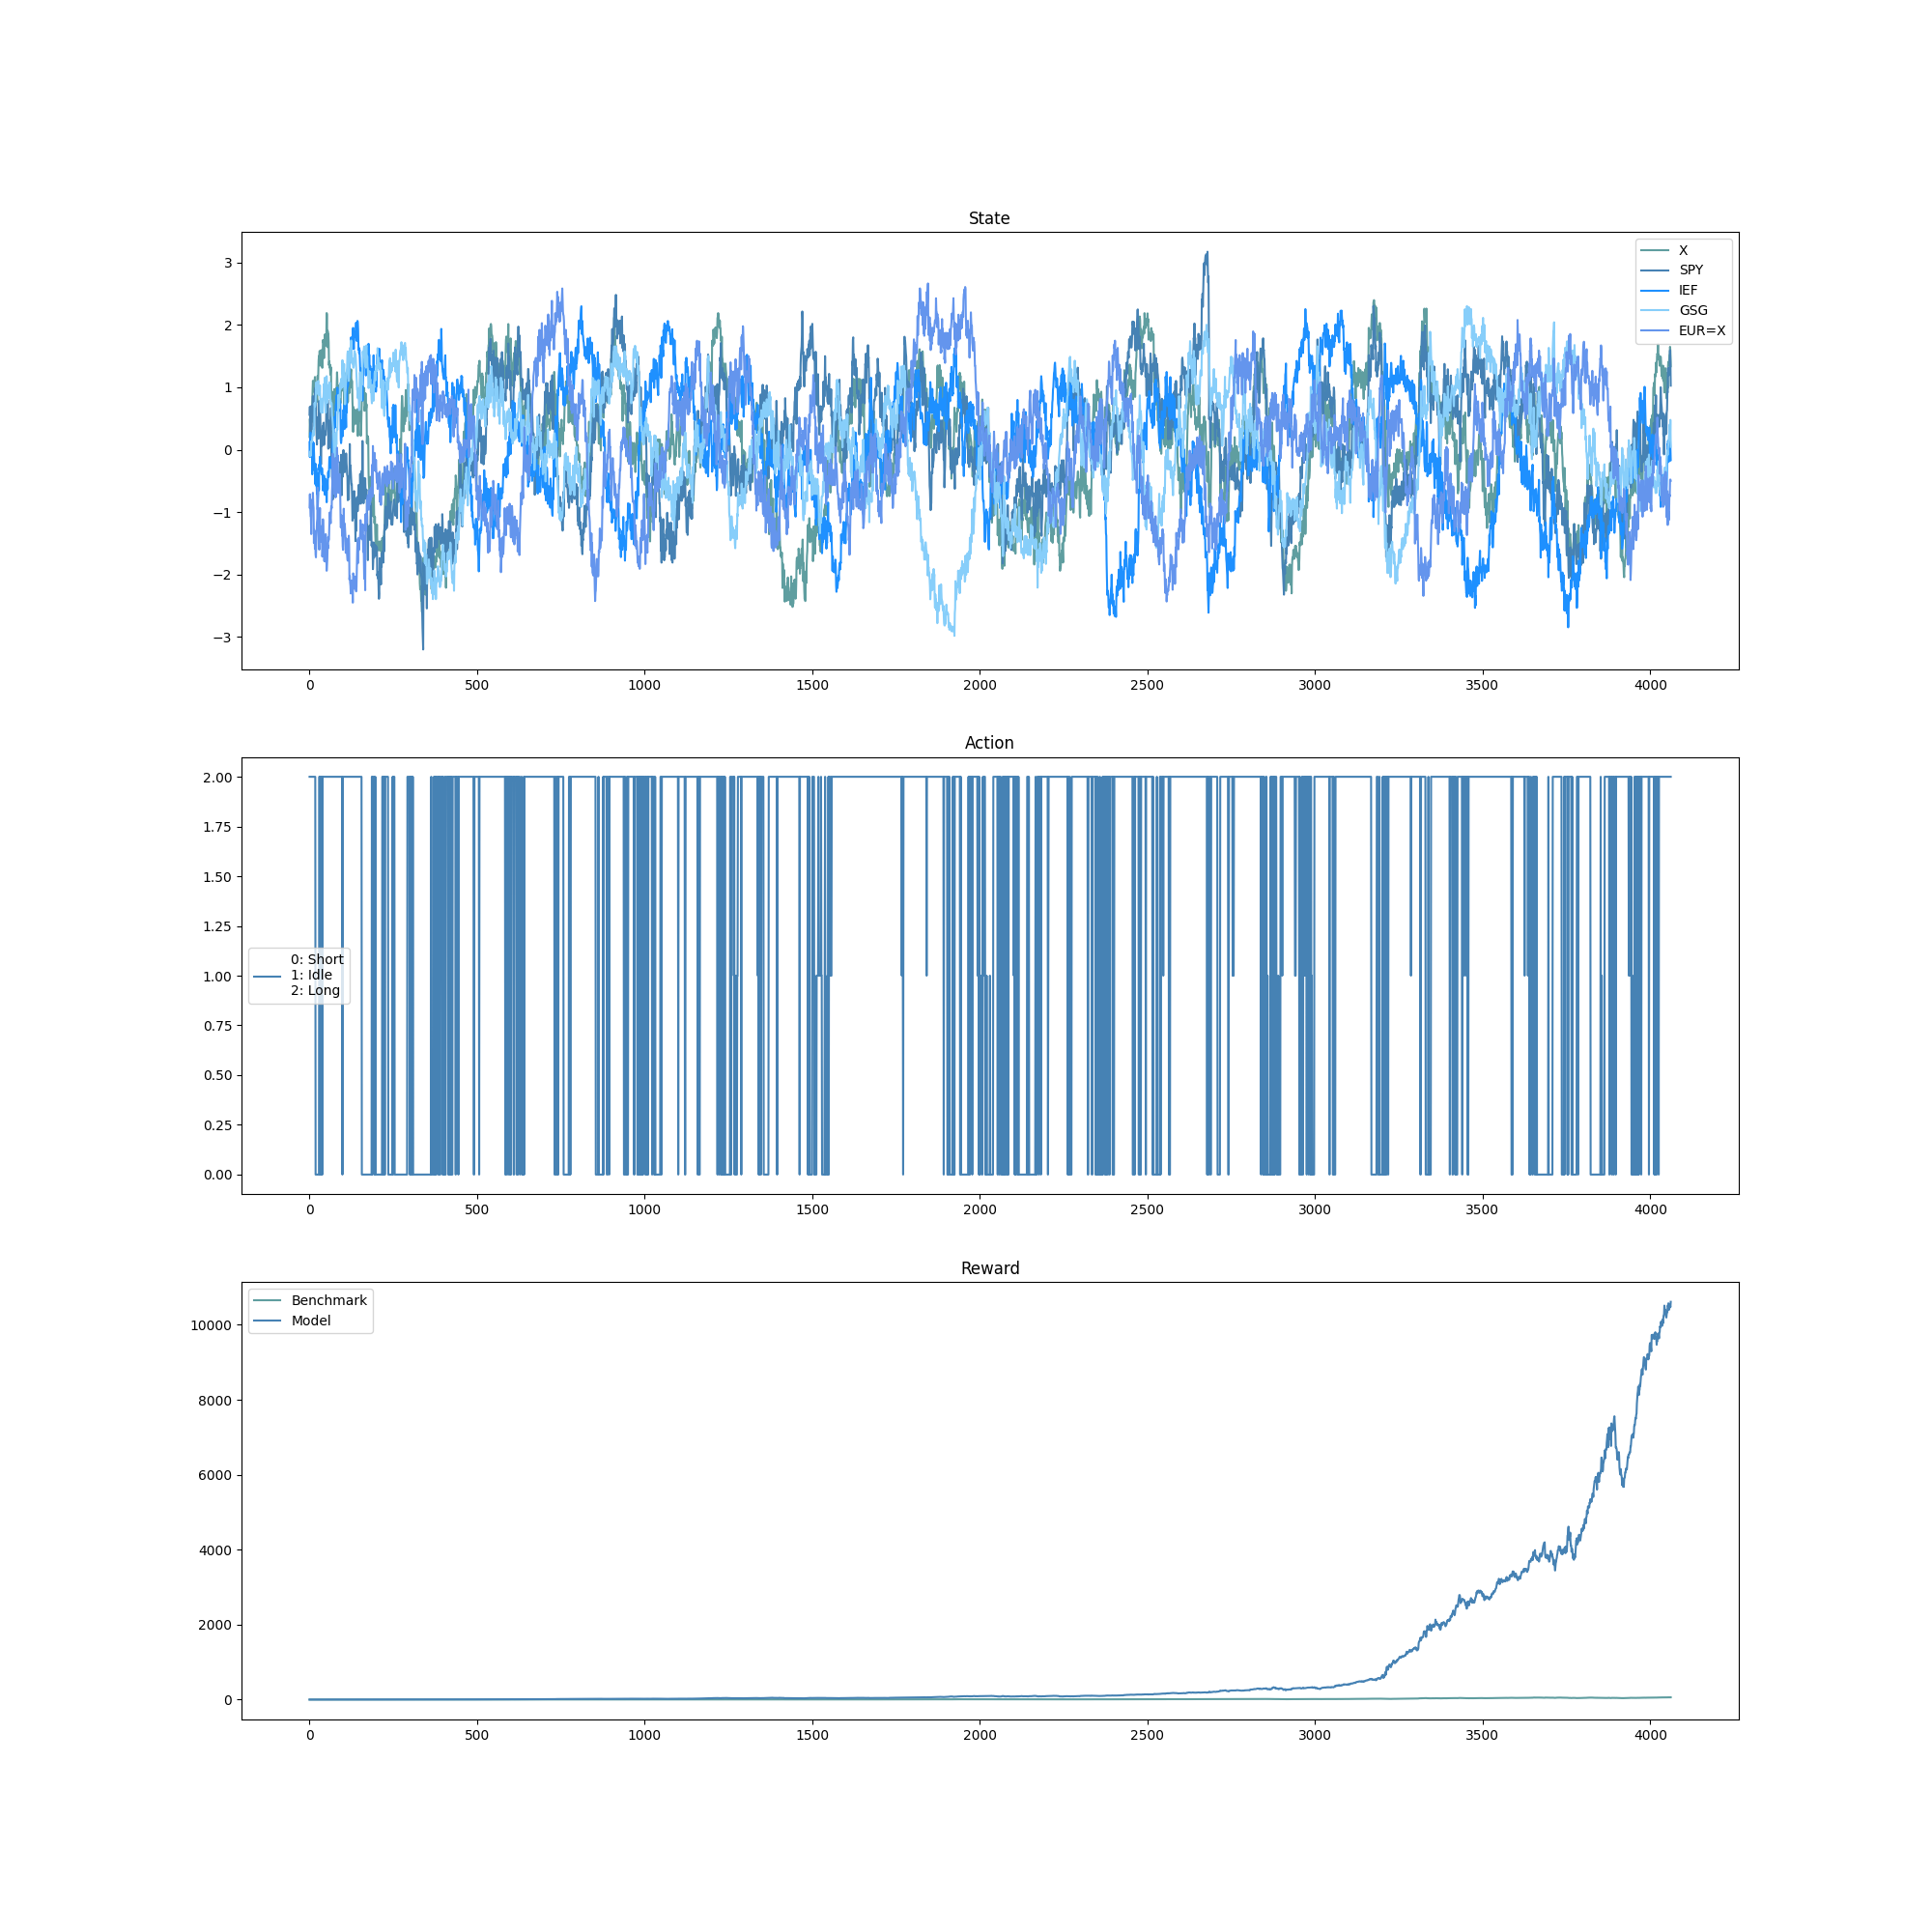 State
3
2
1
0
−1
−2
−3
X
SPY
IEF
GSG
EUR=X
0 500 1000 1500 2000 2500 3000 3500 4000
Action
2.00
1.75
1.50
1.25
1.00
0.75
0.50
0.25
0.00
0: Short
1: Idle
2: Long
0 500 1000 1500 2000 2500 3000 3500 4000
Reward
Benchmark
Model
10000
8000
6000
4000
2000
0
0 500 1000 1500 2000 2500 3000 3500 4000